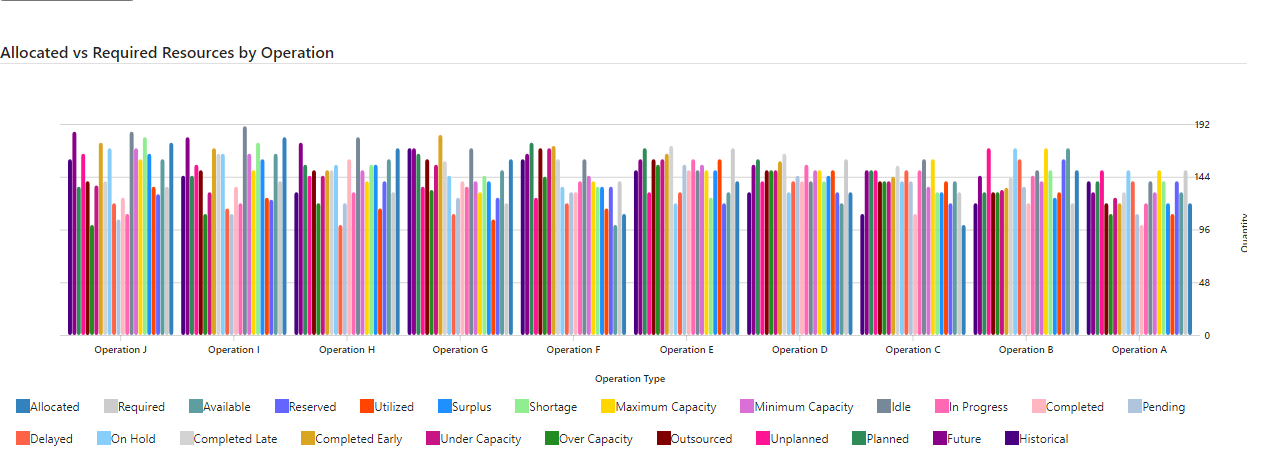 Allocated vs Required Resources by Operation
192
144
96
48
0
Quantity
Operation J Operation I Operation H Operation G Operation F Operation E Operation D Operation C Operation B Operation A
Operation Type
Allocated Required Available Reserved Utilized Surplus Shortage Maximum Capacity Minimum Capacity Idle In Progress Completed Pending
Delayed On Hold Completed Late Completed Early Under Capacity Over Capacity Outsourced Unplanned Planned Future Historical